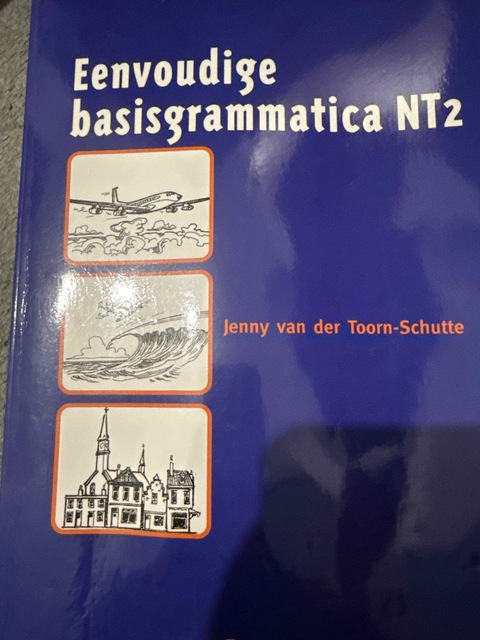 Eenvoudige
basisgrammatica NT2
Jenny van der Toorn-Schutte